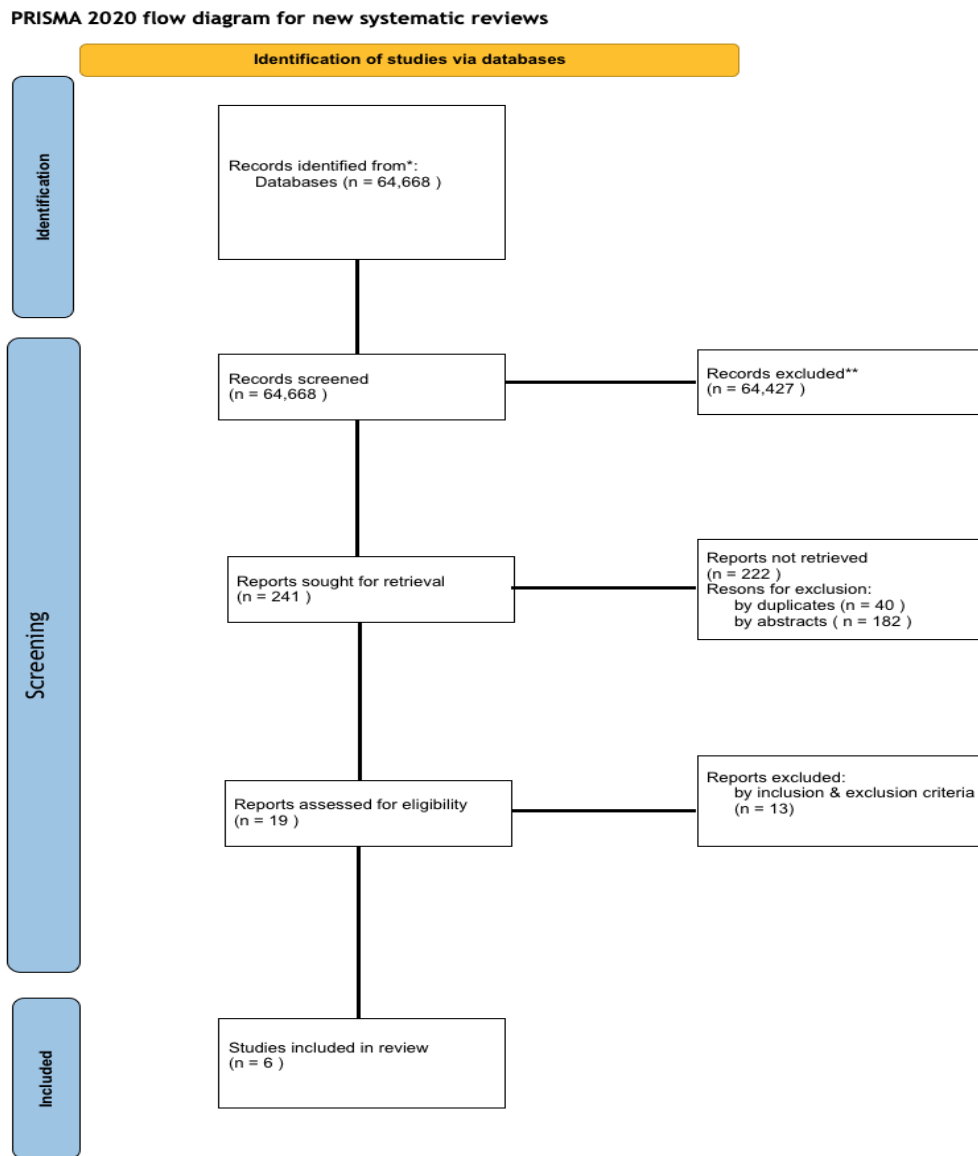 PRISMA 2020 flow diagram for new systematic reviews
Identification of studies via databases
Identification
Records identified from*:
Databases (n = 64,668 )
Screening
Records screened
(n = 64,668 )
Records excluded**
(n = 64,427 )
Reports sought for retrieval
(n = 241 )
Reports not retrieved
(n = 222 )
Resons for exclusion:
by duplicates (n = 40 )
by abstracts ( n = 182 )
Reports assessed for eligibility
(n = 19 )
Reports excluded:
by inclusion & exclusion criteria
(n = 13)
Included
Studies included in review
(n = 6 )